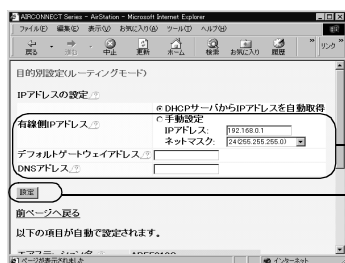 AIRCONNECT Series - AirStation - Microsoft Internet Explorer
ファイル(F) 編集(E) 表示(V) お気に入り(A) ツール(T) ヘルプ(H)
戻る 進む 中止 更新 ホーム 検索 お気に入り 履歴 » リンク »
目的別設定(ルーティングモード)
IPアドレスの設定
有線側IPアドレス
DHCPサーバからIPアドレスを自動取得
手動設定
IPアドレス: 192.168.0.1
ネットマスク: 24(255.255.255.0)
デフォルトゲートウェイアドレス
DNSアドレス
設定
前ページへ戻る
以下の項目が自動で設定されます。
ページが表示されました インターネット